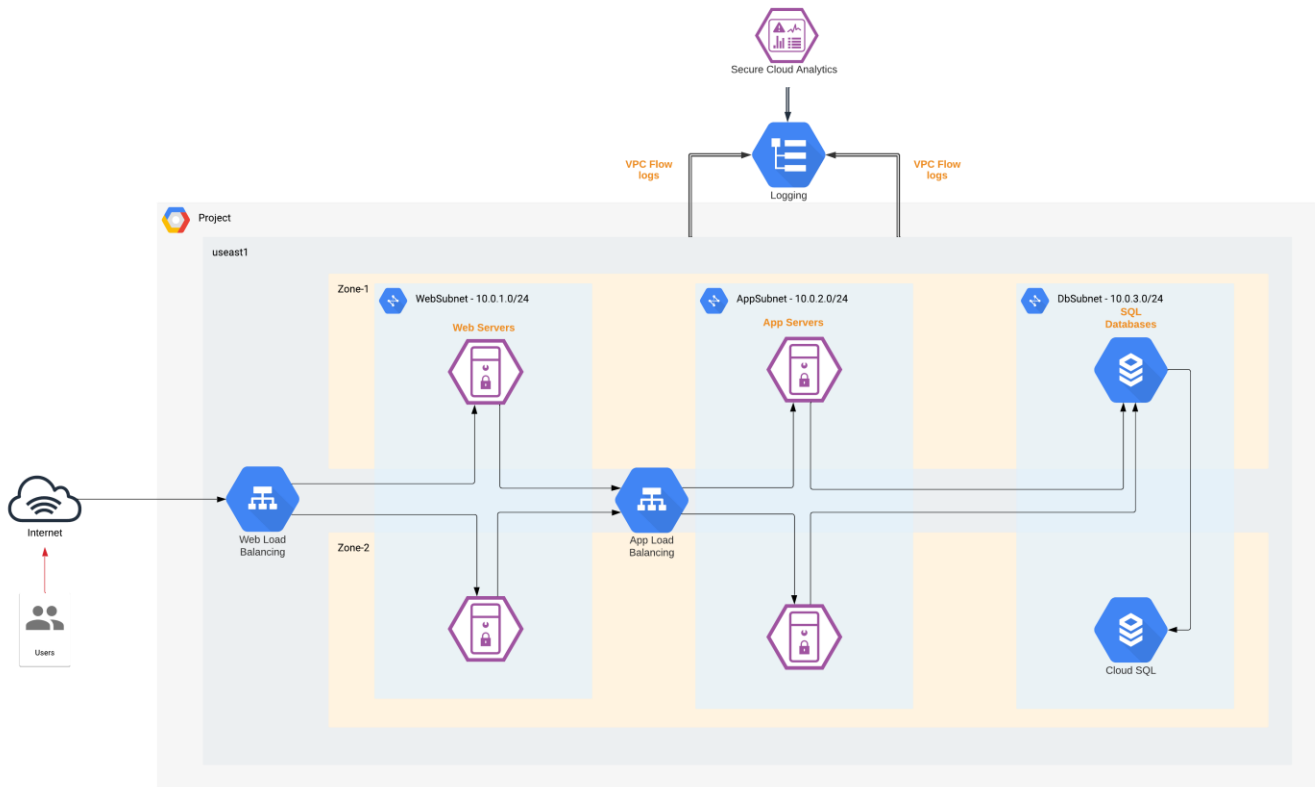 Secure Cloud Analytics
VPC Flow
logs
VPC Flow
logs
Logging
Project
useast1
Zone-1
WebSubnet - 10.0.1.0/24
AppSubnet - 10.0.2.0/24
DbSubnet - 10.0.3.0/24
Web Servers
App Servers
SQL
Databases
Internet
Web Load
Balancing
App Load
Balancing
Zone-2
Users
Cloud SQL